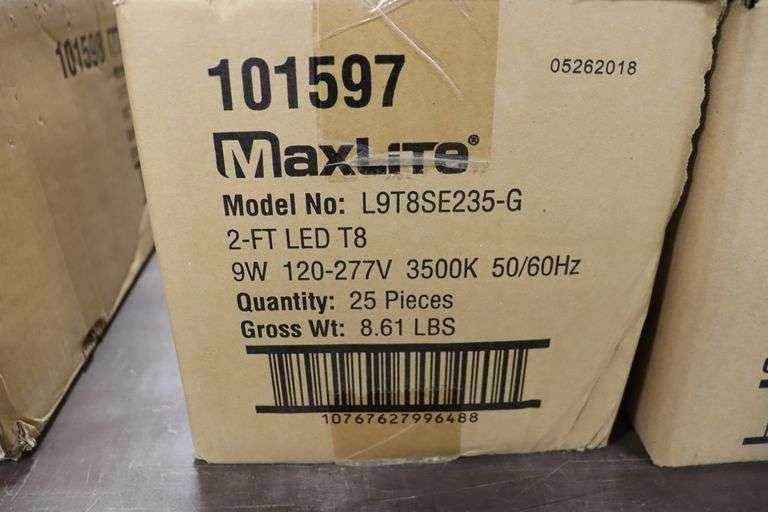 101598
101597
05262018
MaxLite®
Model No: L9T8SE235-G
2-FT LED T8
9W 120-277V 3500K 50/60Hz
Quantity: 25 Pieces
Gross Wt: 8.61 LBS
10767627996488